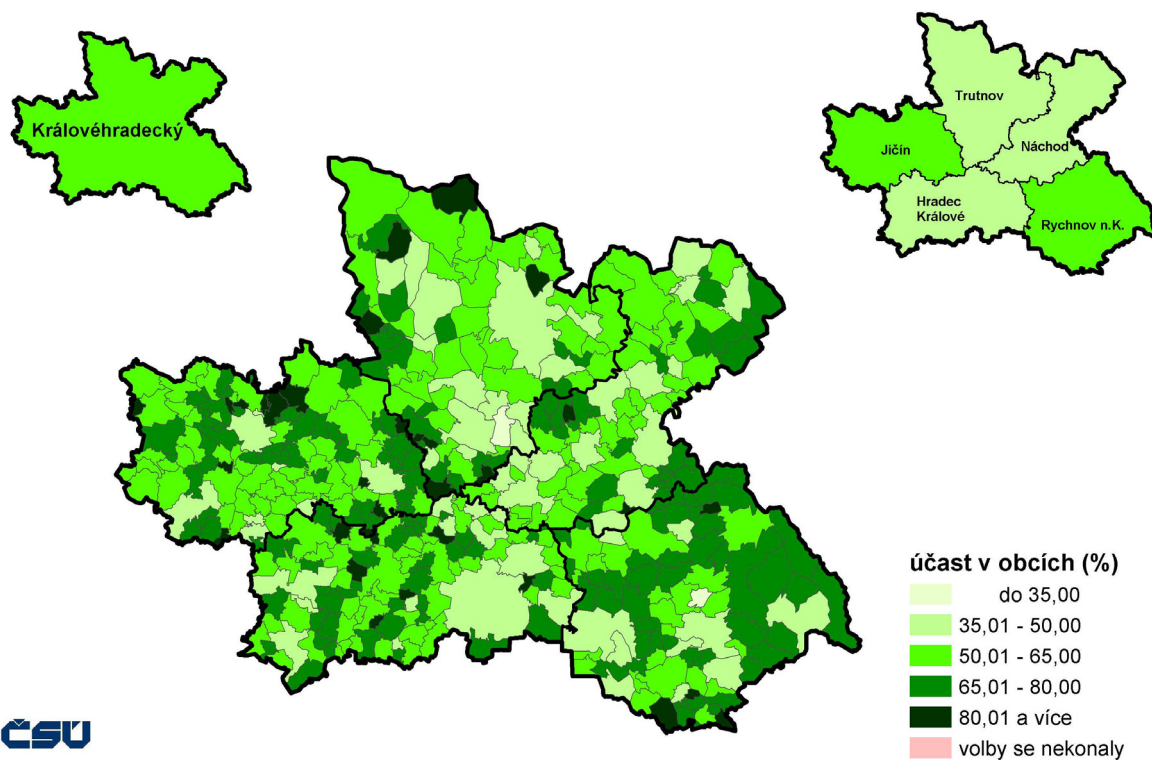 Královéhradecký
Trutnov
Jičín
Náchod
Hradec
Králové
Rychnov n.K.
účast v obcích (%)
do 35,00
35,01 - 50,00
50,01 - 65,00
65,01 - 80,00
80,01 a více
volby se nekonaly
ČSÚ